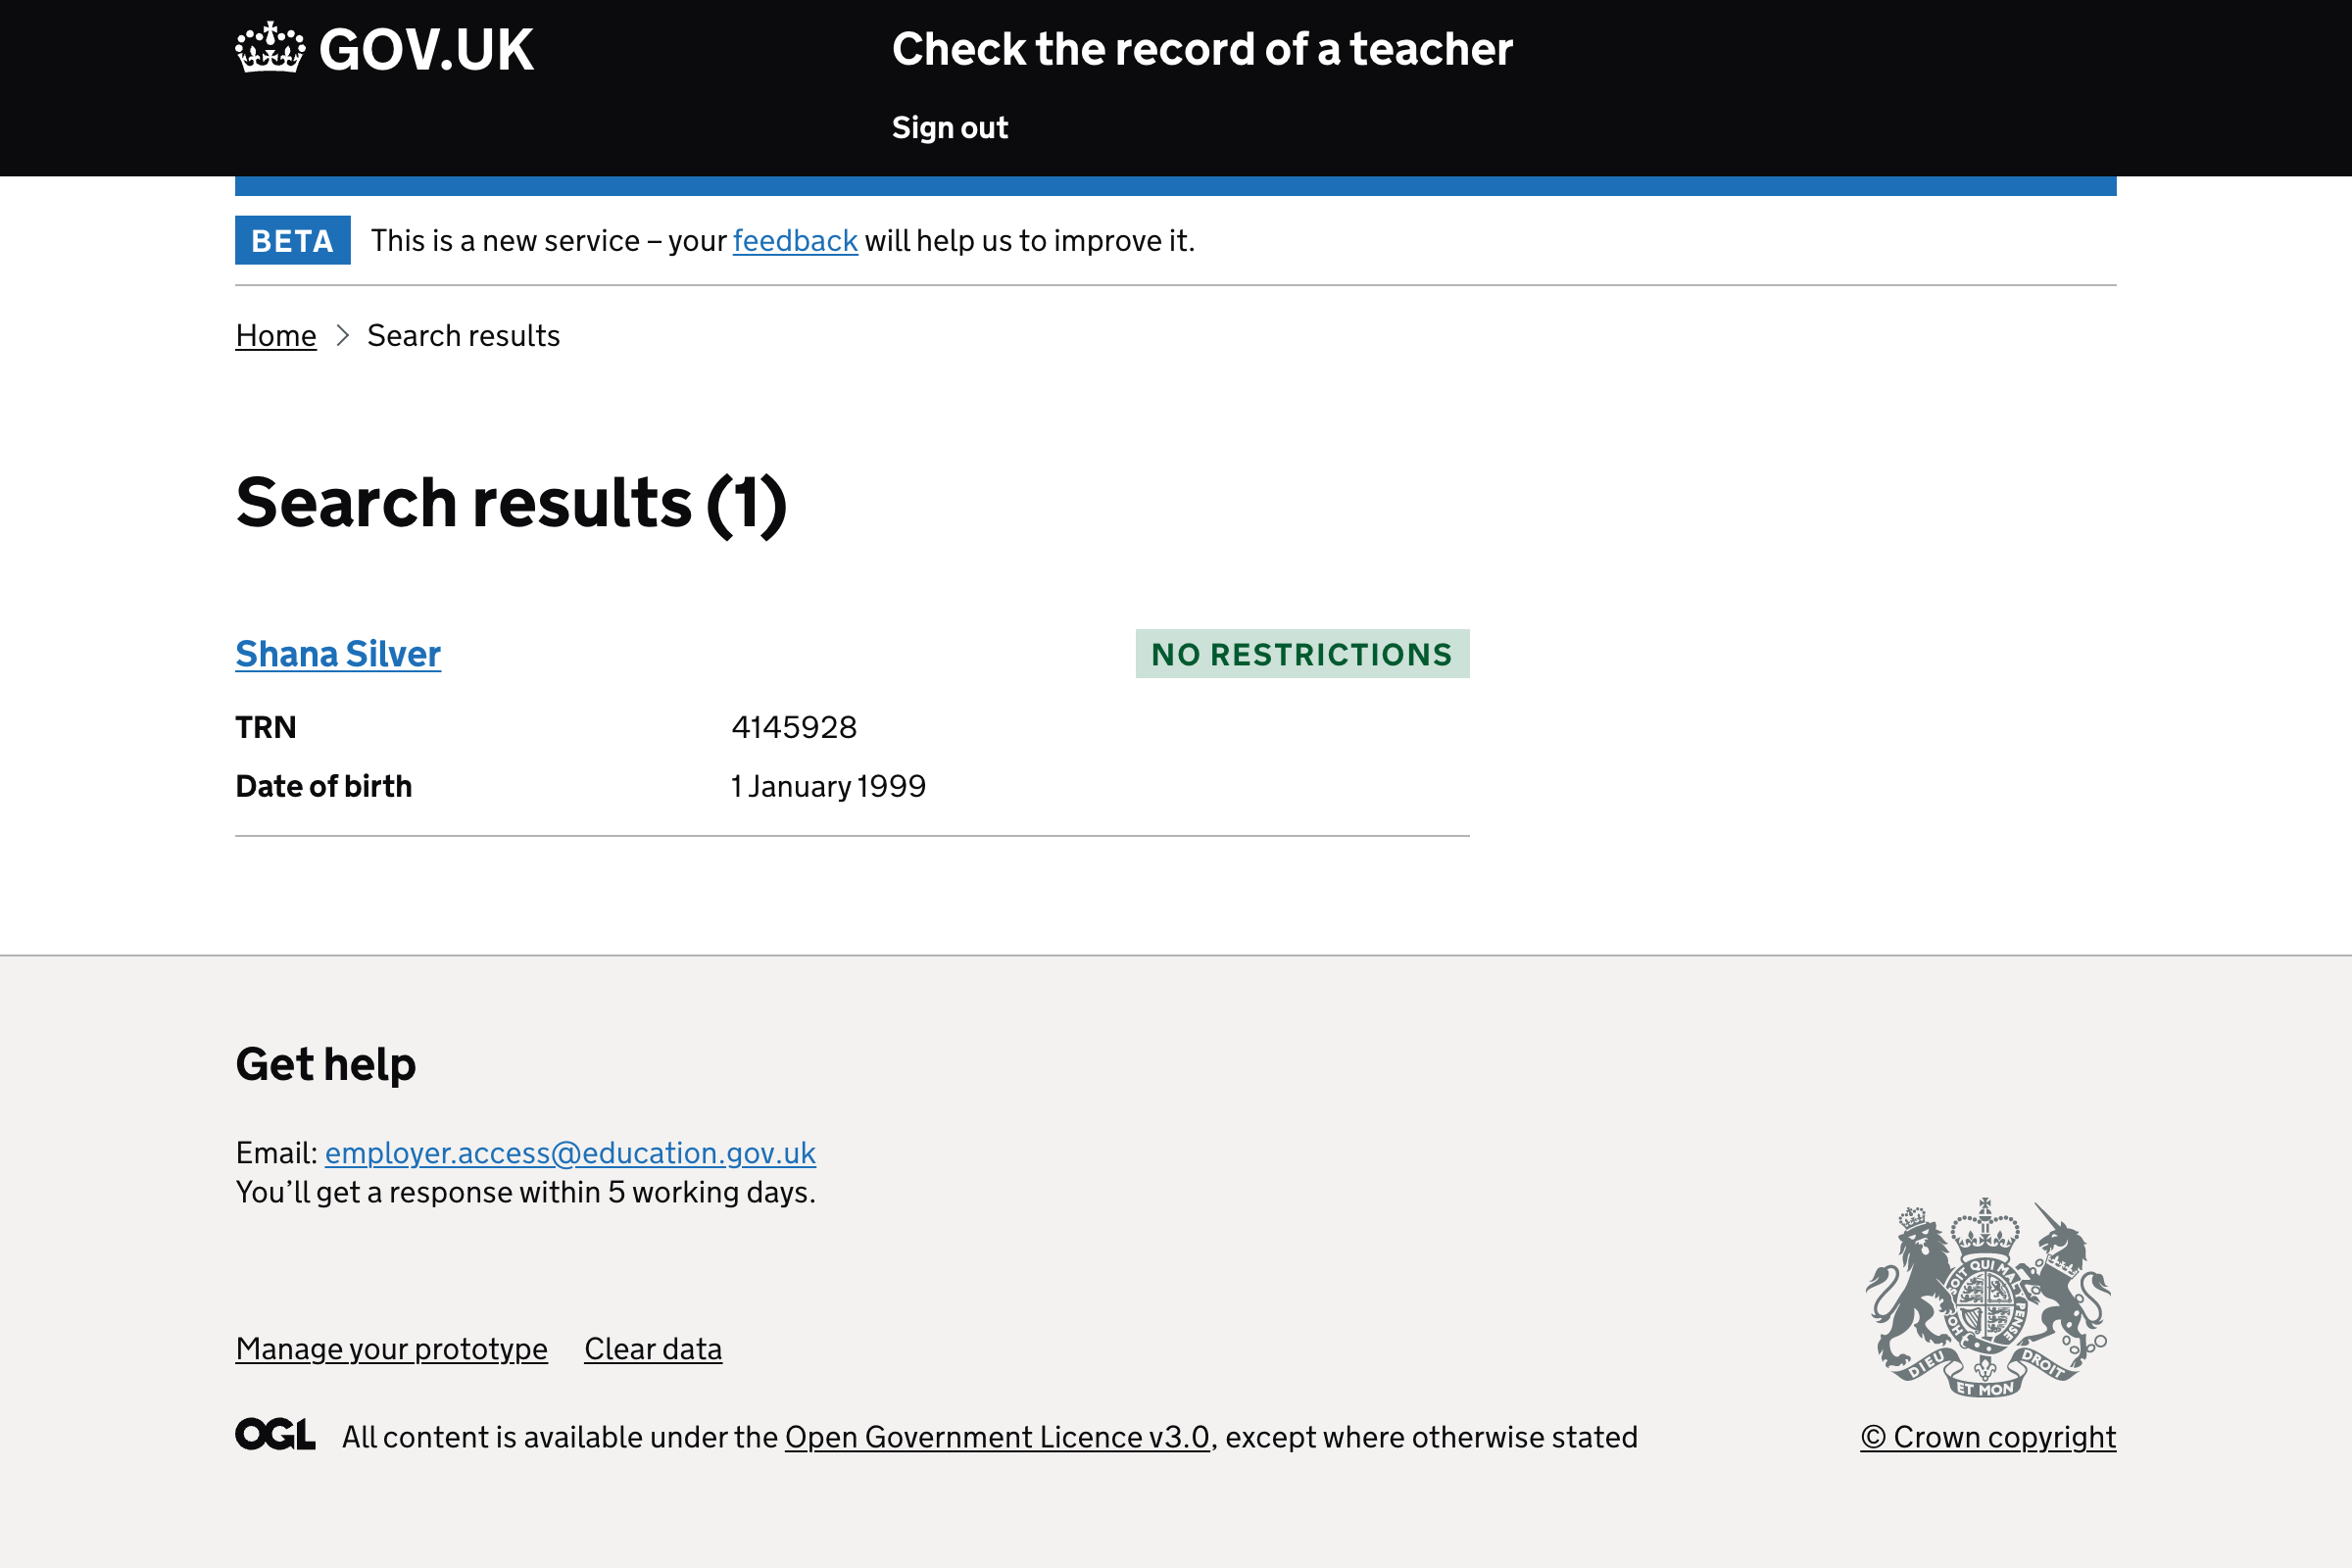 GOV.UK
Check the record of a teacher
Sign out
BETA
This is a new service – your feedback will help us to improve it.
Home
Search results
Search results (1)
Shana Silver
NO RESTRICTIONS
TRN
4145928
Date of birth
1 January 1999
Get help
Email: employer.access@education.gov.uk
You’ll get a response within 5 working days.
Manage your prototype
Clear data
OGL
All content is available under the Open Government Licence v3.0, except where otherwise stated
QUI MAL
PENSE
DIEU
ET MON
DROIT
© Crown copyright